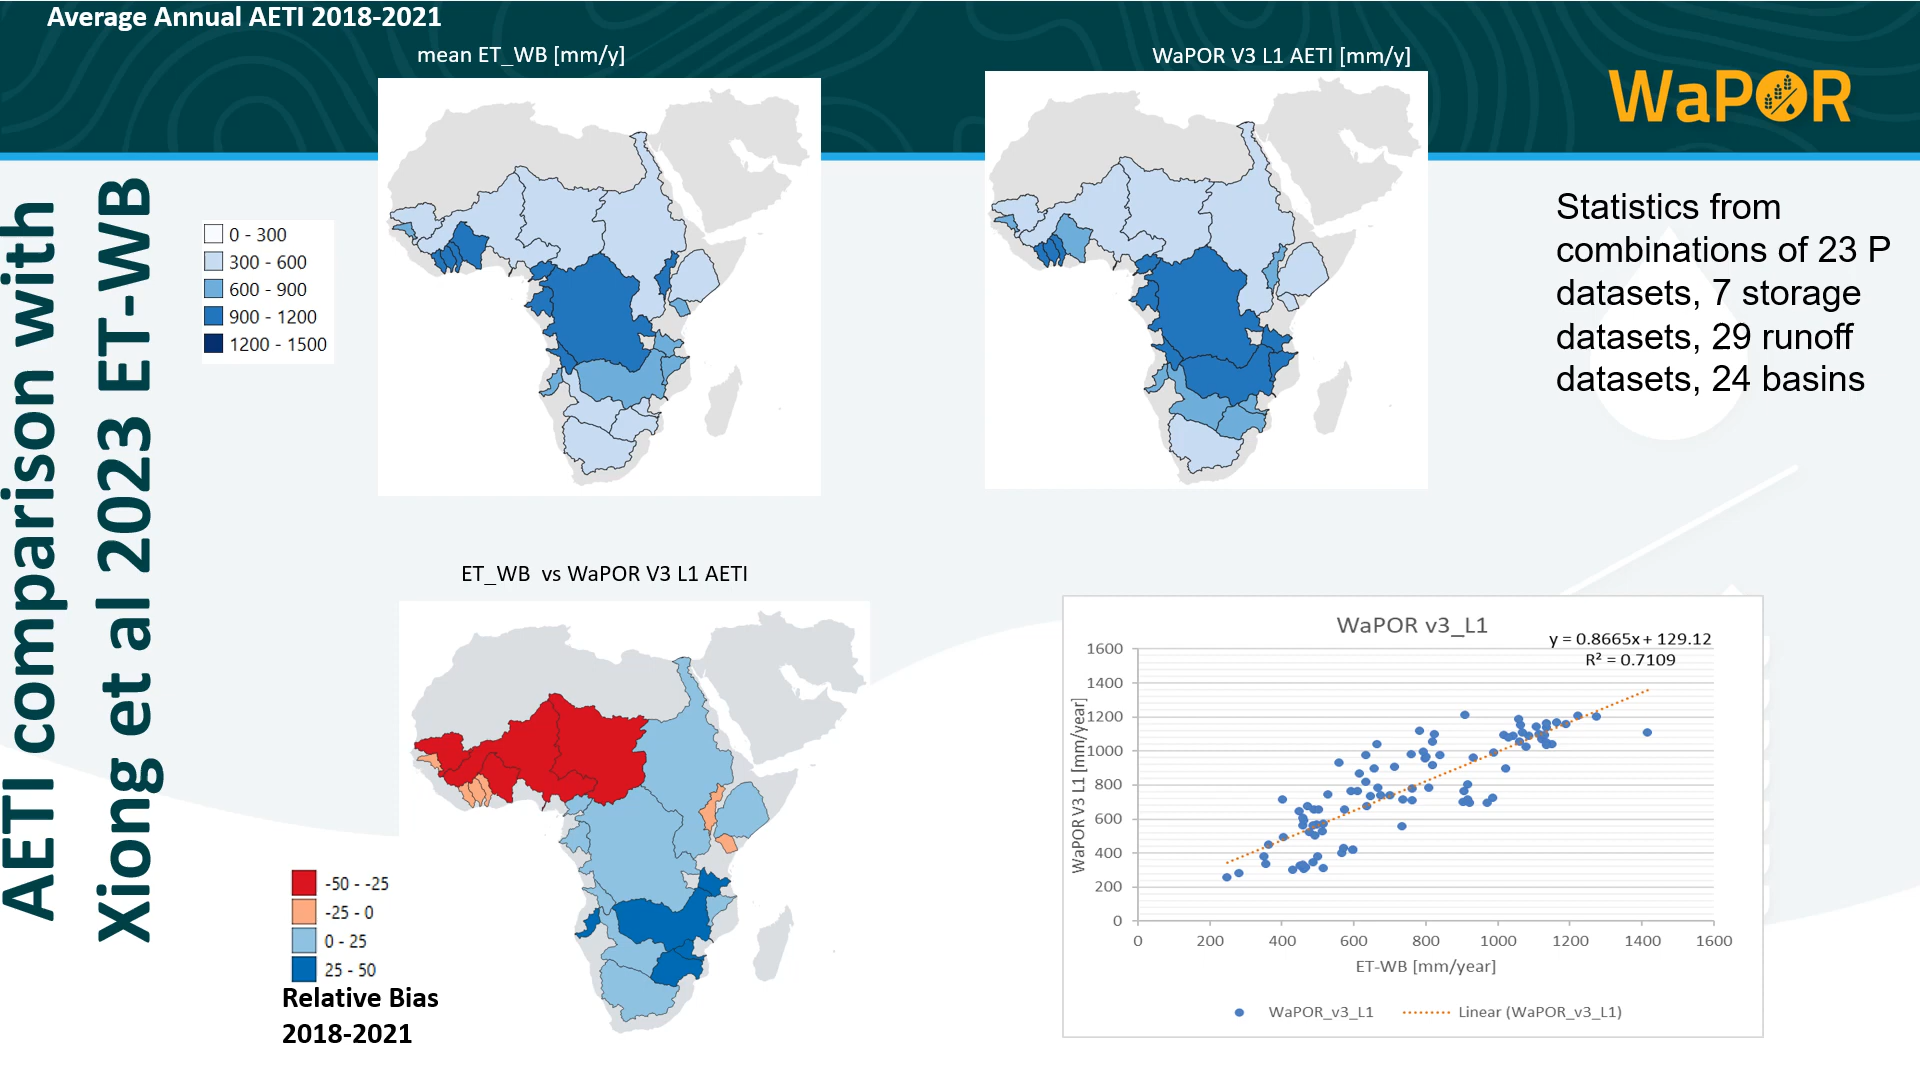 Average Annual AETI 2018-2021
mean ET_WB [mm/y]
WaPOR V3 L1 AETI [mm/y]
WaPOR
AETI comparison with
Xiong et al 2023 ET-WB
0 - 300
300 - 600
600 - 900
900 - 1200
1200 - 1500
Statistics from
combinations of 23 P
datasets, 7 storage
datasets, 29 runoff
datasets, 24 basins
ET_WB vs WaPOR V3 L1 AETI
-50 - -25
-25 - 0
0 - 25
25 - 50
Relative Bias
2018-2021
WaPOR v3_L1
y = 0.8665x + 129.12
R² = 0.7109
WaPOR V3 L1 [mm/year]
1600
1400
1200
1000
800
600
400
200
0
0 200 400 600 800 1000 1200 1400 1600
ET-WB [mm/year]
WaPOR_v3_L1
Linear (WaPOR_v3_L1)